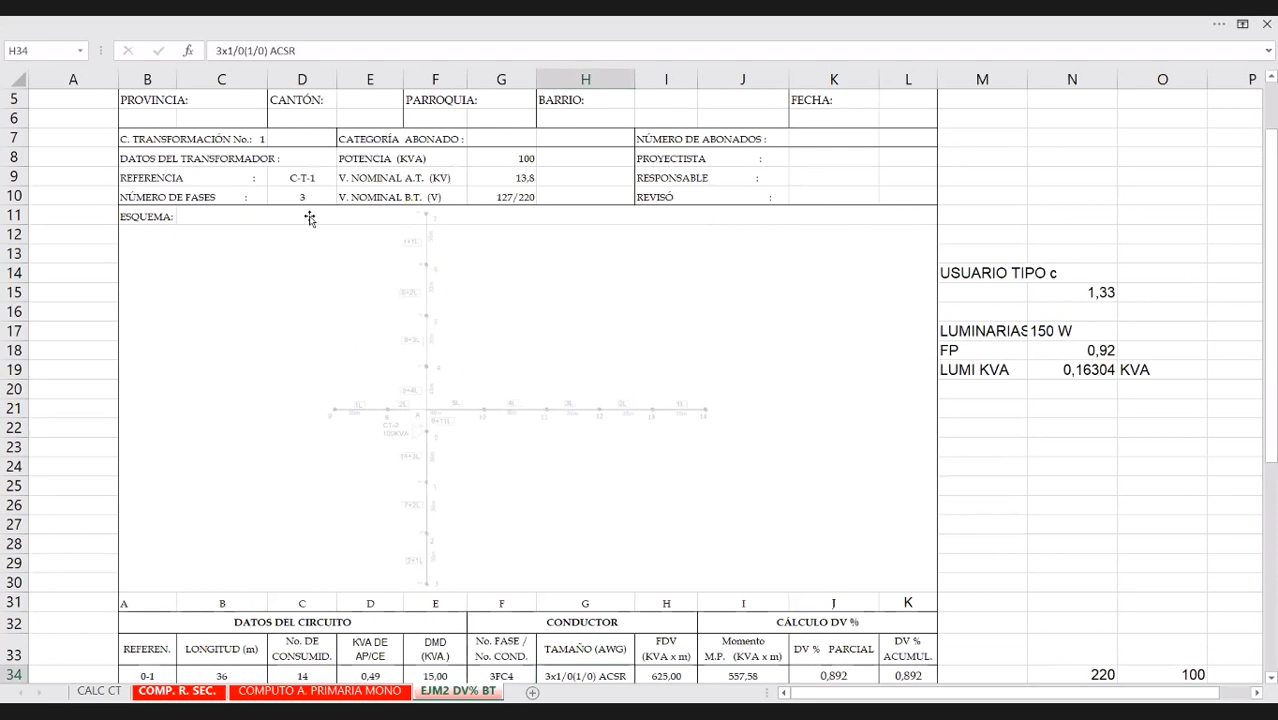 H34 fx 3x1/0(1/0) ACSR
A B C D E F G H I J K L M N O P
5 PROVINCIA: CANTÓN: PARROQUIA: BARRIO: FECHA:
6
7 C. TRANSFORMACIÓN No.: 1 CATEGORÍA ABONADO : NÚMERO DE ABONADOS :
8 DATOS DEL TRANSFORMADOR : POTENCIA (KVA) 100 PROYECTISTA :
9 REFERENCIA : C-T-1 V. NOMINAL A.T. (KV) 13,8 RESPONSABLE :
10 NÚMERO DE FASES : 3 V. NOMINAL B.T. (V) 127/220 REVISÓ :
11 ESQUEMA:
12
13
14 USUARIO TIPO c
15 1,33
16
17 LUMINARIAS 150 W
18 FP 0,92
19 LUMI KVA 0,16304 KVA
20
21
22
23
24
25
26
27
28
29
30
31 A B C D E F G H I J K
32 DATOS DEL CIRCUITO CONDUCTOR CÁLCULO DV %
33 REFEREN. LONGITUD (m) No. DE CONSUMID. KVA DE AP/CE DMD (KVA.) No. FASE / No. COND. TAMAÑO (AWG) FDV (KVA x m) Momento M.P. (KVA x m) DV % PARCIAL DV % ACUMUL.
34 0-1 36 14 0,49 15,00 3FC4 3x1/0(1/0) ACSR 625,00 557,58 0,892 0,892 220 100
CALC CT COMP. R. SEC. COMPUTO A. PRIMARIA MONO EJM2 DV% BT